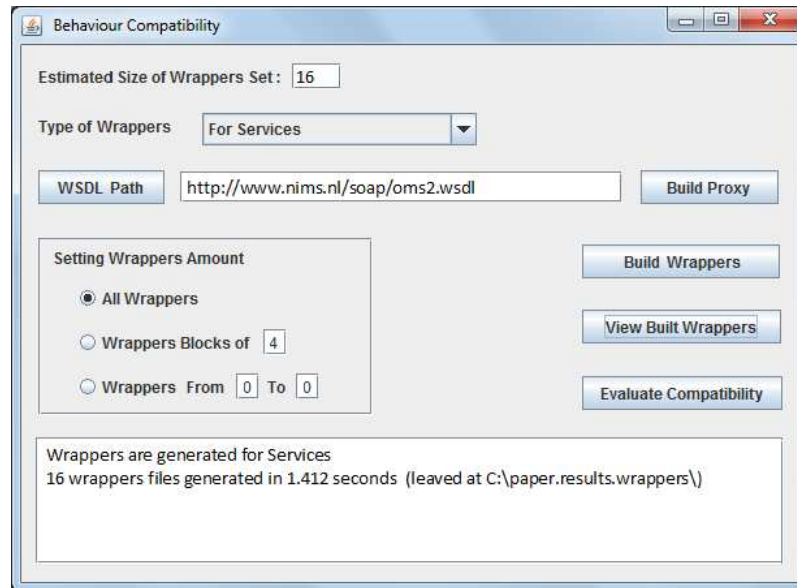 Behaviour Compatibility
Estimated Size of Wrappers Set: 16
Type of Wrappers For Services
WSDL Path http://www.nims.nl/soap/oms2.wsdl Build Proxy
Setting Wrappers Amount
All Wrappers
Wrappers Blocks of 4
Wrappers From 0 To 0
Build Wrappers
View Built Wrappers
Evaluate Compatibility
Wrappers are generated for Services
16 wrappers files generated in 1.412 seconds (leaved at C:\paper.results.wrappers\)